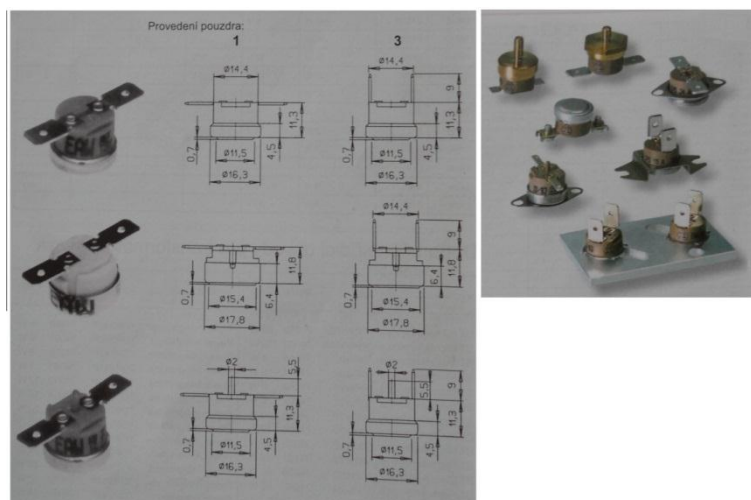 Provedení pouzdra:
1
3
ø14,4
11,3
0,7
ø11,5
4,5
ø16,3
ø14,4
9
11,3
0,7
ø11,5
4,5
ø16,3
11,8
0,7
ø15,4
6,4
ø17,8
ø14,4
9
11,8
0,7
ø15,4
6,4
ø17,8
ø2
5,5
11,3
0,7
ø11,5
4,5
ø16,3
ø2
5,5
9
11,3
0,7
ø11,5
4,5
ø16,3